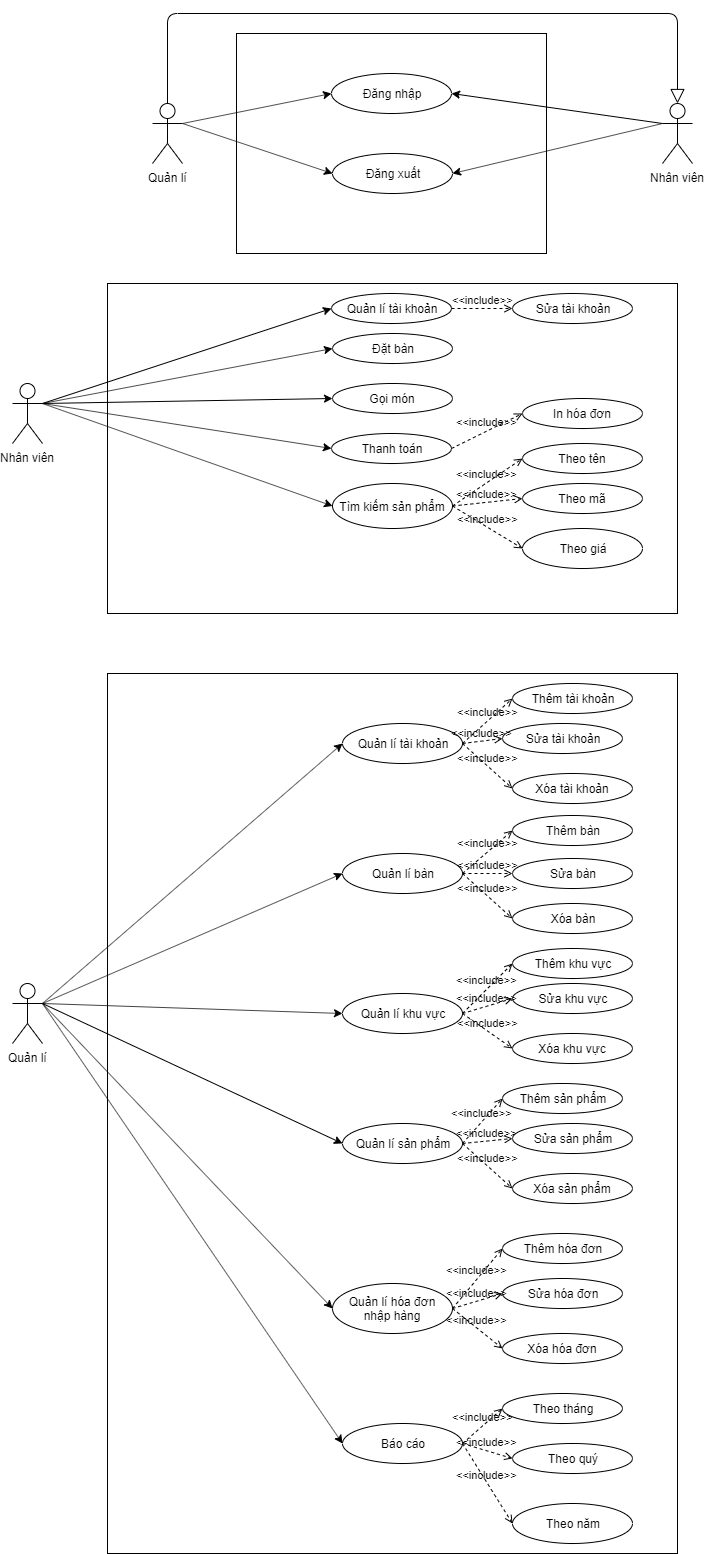 Đăng nhập
Đăng xuất
Quản lí
Nhân viên
Quản lí tài khoản
<<include>>
Sửa tài khoản
Đặt bàn
Gọi món
In hóa đơn
<<include>>
Thanh toán
Nhân viên
Theo tên
<<include>>
Theo mã
<<include>>
Tìm kiếm sản phẩm
<<include>>
Theo giá
Thêm tài khoản
<<include>>
Sửa tài khoản
<<include>>
Quản lí tài khoản
<<include>>
Xóa tài khoản
Thêm bàn
<<include>>
<<include>>
Quản lí bàn
Sửa bàn
<<include>>
Xóa bàn
Thêm khu vực
<<include>>
<<include>>
Sửa khu vực
Quản lí khu vực
<<include>>
Xóa khu vực
Quản lí
Thêm sản phẩm
<<include>>
<<include>>
Sửa sản phẩm
Quản lí sản phẩm
<<include>>
Xóa sản phẩm
Thêm hóa đơn
<<include>>
<<include>>
Sửa hóa đơn
Quản lí hóa đơn
nhập hàng
<<include>>
Xóa hóa đơn
Theo tháng
<<include>>
<<include>>
Báo cáo
Theo quý
<<include>>
Theo năm